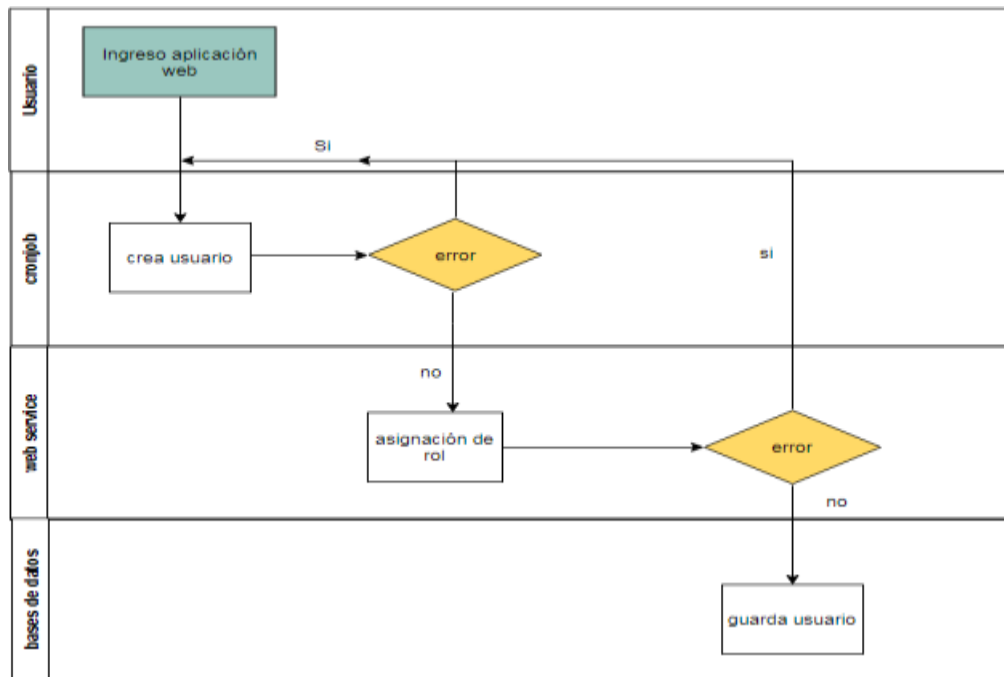 Usuario
Ingreso aplicación
web
Si
cronjob
crea usuario
error
si
no
web service
asignación de
rol
error
no
bases de datos
guarda usuario